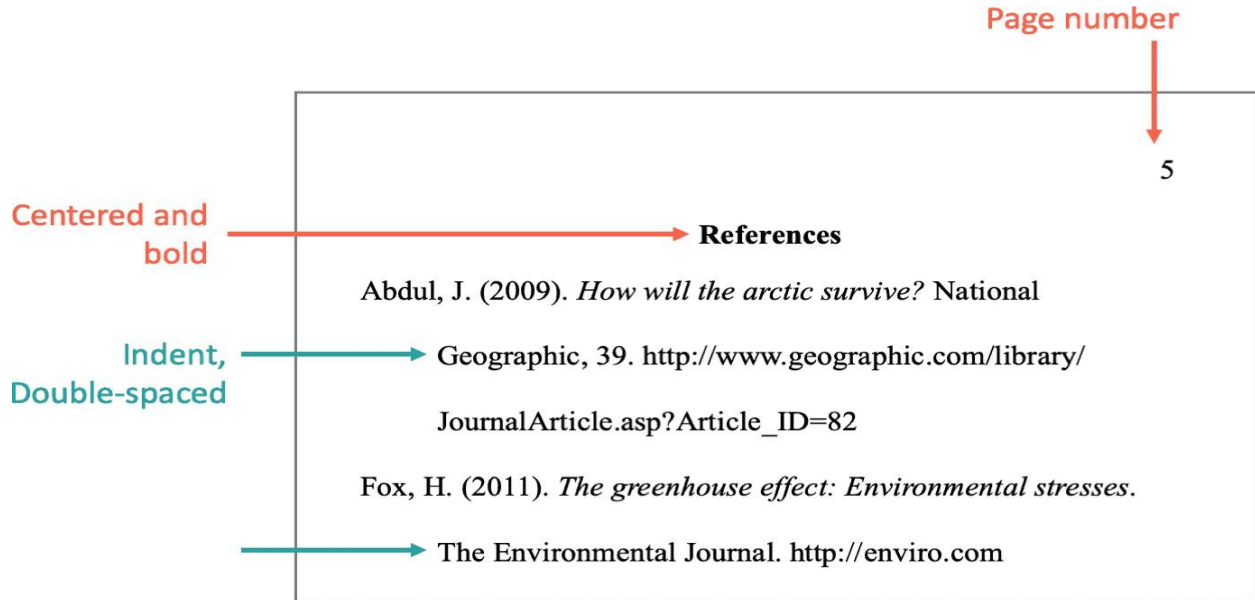 Page number
5
Centered and
bold
References
Abdul, J. (2009). How will the arctic survive? National
Indent,
Double-spaced
Geographic, 39. http://www.geographic.com/library/
JournalArticle.asp?Article_ID=82
Fox, H. (2011). The greenhouse effect: Environmental stresses.
The Environmental Journal. http://enviro.com